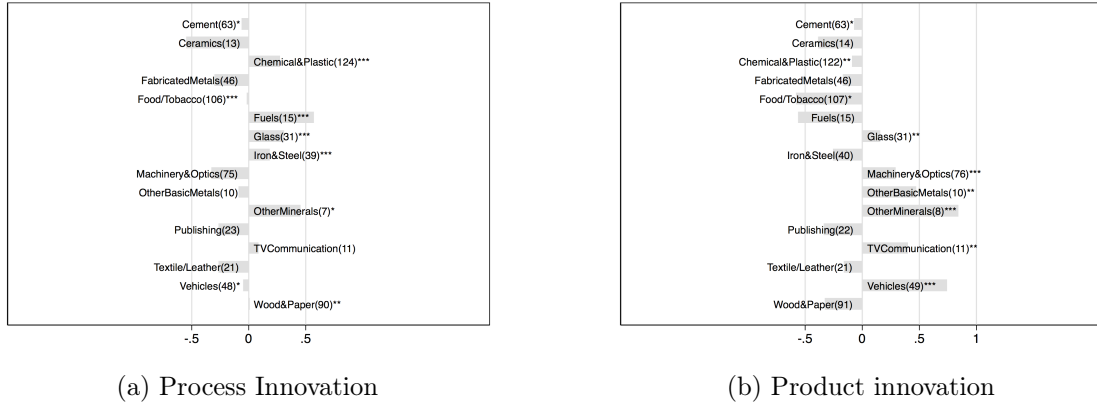 Cement(63)*
Ceramics(13)
Chemical&Plastic(124)***
FabricatedMetals(46)
Food/Tobacco(106)***
Fuels(15)***
Glass(31)***
Iron&Steel(39)***
Machinery&Optics(75)
OtherBasicMetals(10)
OtherMinerals(7)*
Publishing(23)
TVCommunication(11)
Textile/Leather(21)
Vehicles(48)*
Wood&Paper(90)**
-.5 0 .5
(a) Process Innovation
Cement(63)*
Ceramics(14)
Chemical&Plastic(122)**
FabricatedMetals(46)
Food/Tobacco(107)*
Fuels(15)
Glass(31)**
Iron&Steel(40)
Machinery&Optics(76)***
OtherBasicMetals(10)**
OtherMinerals(8)***
Publishing(22)
TVCommunication(11)**
Textile/Leather(21)
Vehicles(49)***
Wood&Paper(91)
-.5 0 .5 1
(b) Product innovation